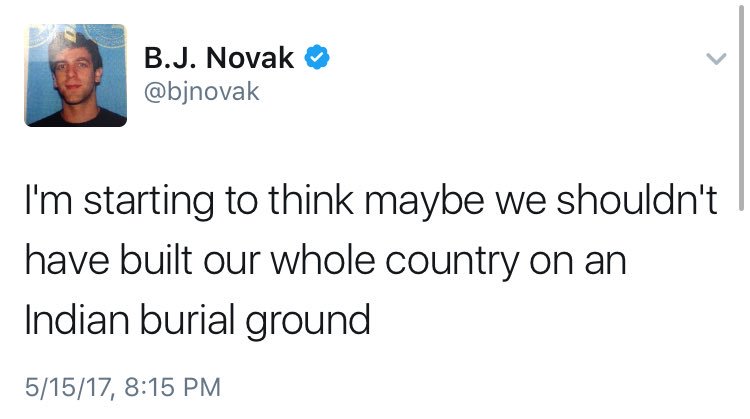 B.J. Novak
@bjnovak
I'm starting to think maybe we shouldn't
have built our whole country on an
Indian burial ground
5/15/17, 8:15 PM